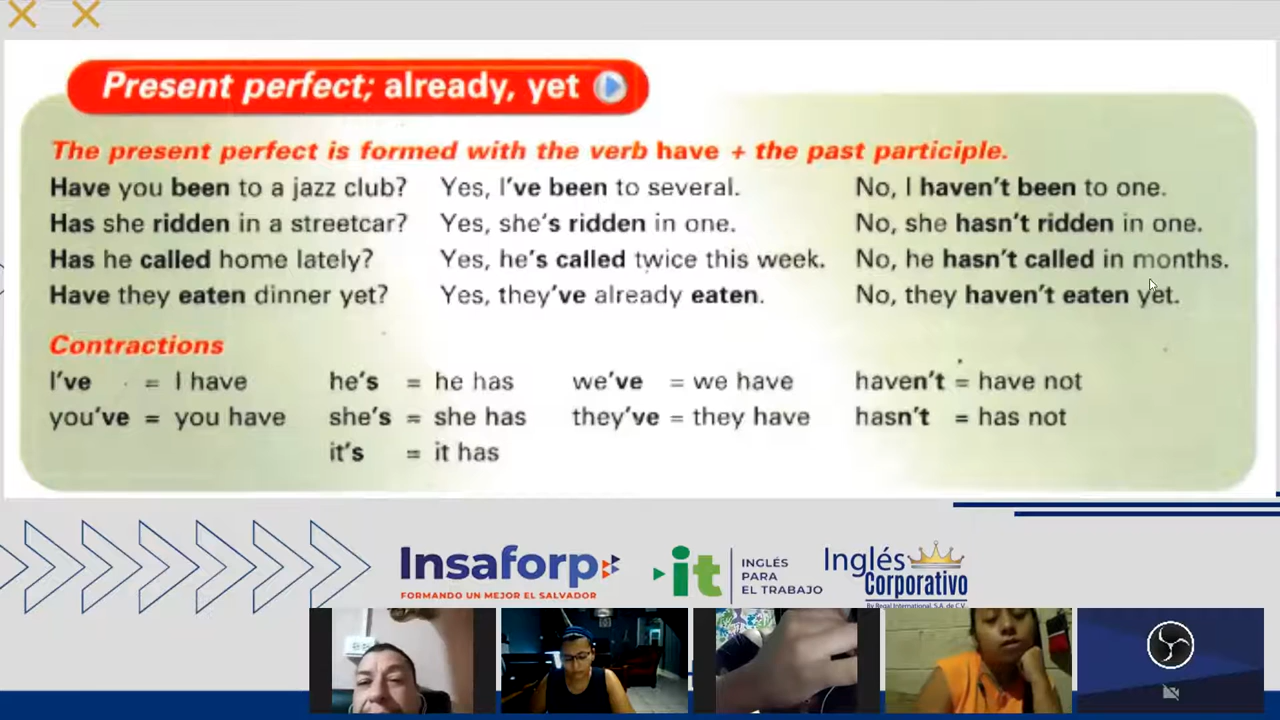 Present perfect; already, yet
The present perfect is formed with the verb have + the past participle.
Have you been to a jazz club? Yes, I've been to several. No, I haven't been to one.
Has she ridden in a streetcar? Yes, she's ridden in one. No, she hasn't ridden in one.
Has he called home lately? Yes, he's called twice this week. No, he hasn't called in months.
Have they eaten dinner yet? Yes, they've already eaten. No, they haven't eaten yet.
Contractions
I've = I have he's = he has we've = we have haven't = have not
you've = you have she's = she has they've = they have hasn't = has not
it's = it has
Insaforp
FORMANDO UN MEJOR EL SALVADOR
it
INGLÉS
PARA
EL TRABAJO
Inglés
Corporativo
By Regal International, S.A. de C.V.